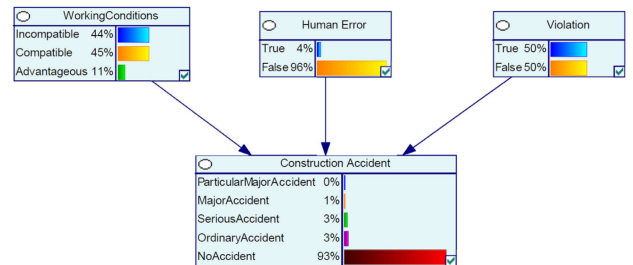 WorkingConditions
Incompatible 44%
Compatible 45%
Advantageous 11%
Human Error
True 4%
False 96%
Violation
True 50%
False 50%
Construction Accident
ParticularMajorAccident 0%
MajorAccident 1%
SeriousAccident 3%
OrdinaryAccident 3%
NoAccident 93%